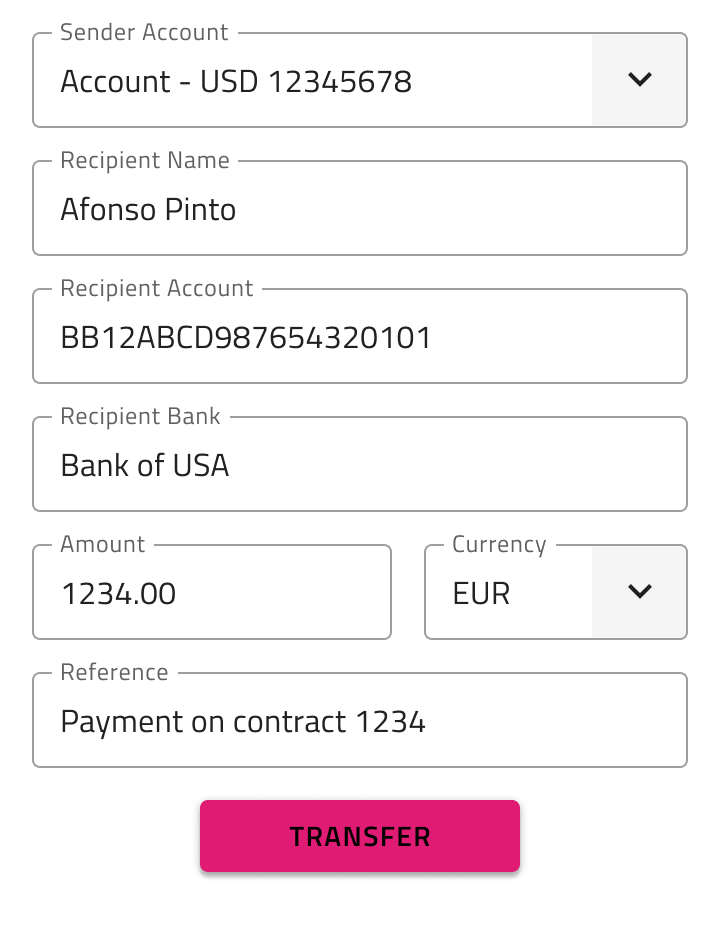 Sender Account
Account - USD 12345678
Recipient Name
Afonso Pinto
Recipient Account
BB12ABCD987654320101
Recipient Bank
Bank of USA
Amount
1234.00
Currency
EUR
Reference
Payment on contract 1234
TRANSFER